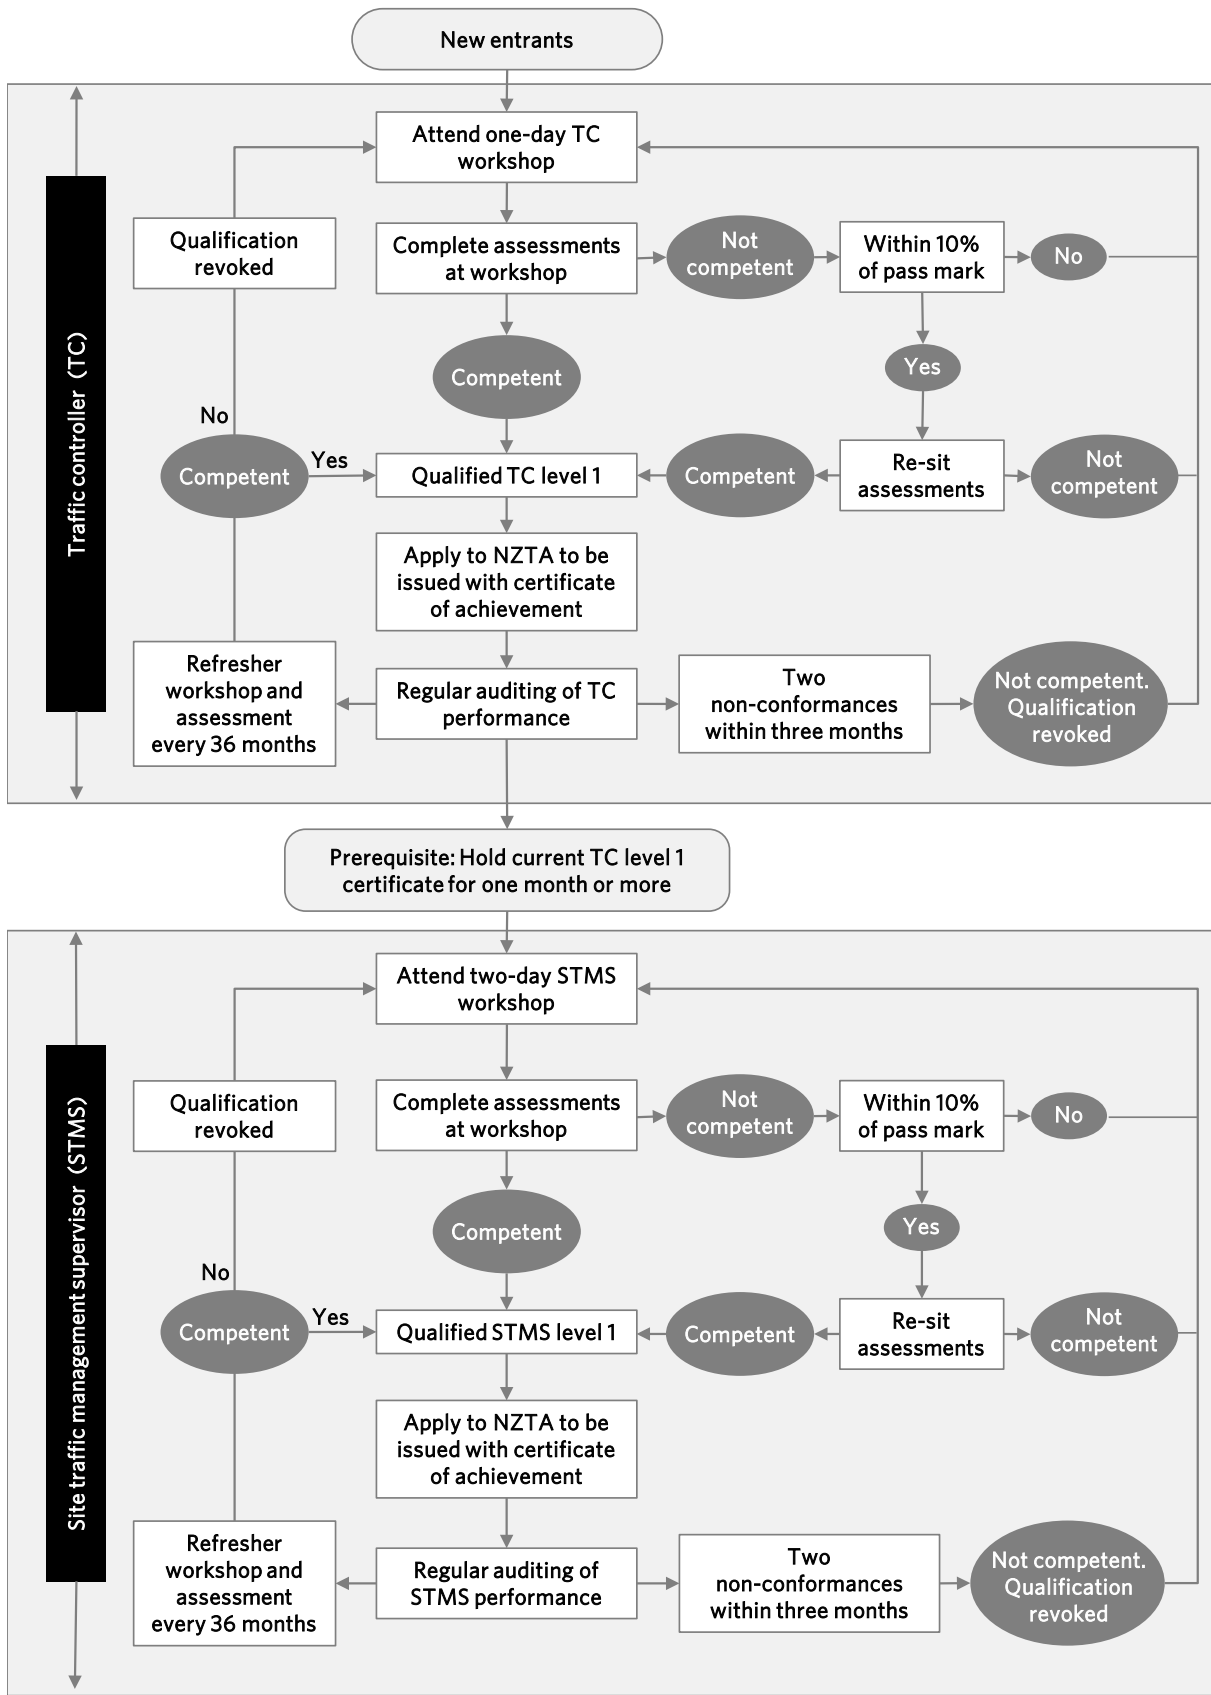 New entrants
Traffic controller (TC)
Attend one-day TC
workshop
Qualification
revoked
Complete assessments
at workshop
Not
competent
Within 10%
of pass mark
No
Competent
Yes
No
Competent
Yes
Qualified TC level 1
Competent
Re-sit
assessments
Not
competent
Apply to NZTA to be
issued with certificate
of achievement
Refresher
workshop and
assessment
every 36 months
Regular auditing of TC
performance
Two
non-conformances
within three months
Not competent.
Qualification
revoked
Prerequisite: Hold current TC level 1
certificate for one month or more
Site traffic management supervisor (STMS)
Attend two-day STMS
workshop
Qualification
revoked
Complete assessments
at workshop
Not
competent
Within 10%
of pass mark
No
Competent
Yes
No
Competent
Yes
Qualified STMS level 1
Competent
Re-sit
assessments
Not
competent
Apply to NZTA to be
issued with certificate
of achievement
Refresher
workshop and
assessment
every 36 months
Regular auditing of
STMS performance
Two
non-conformances
within three months
Not competent.
Qualification
revoked